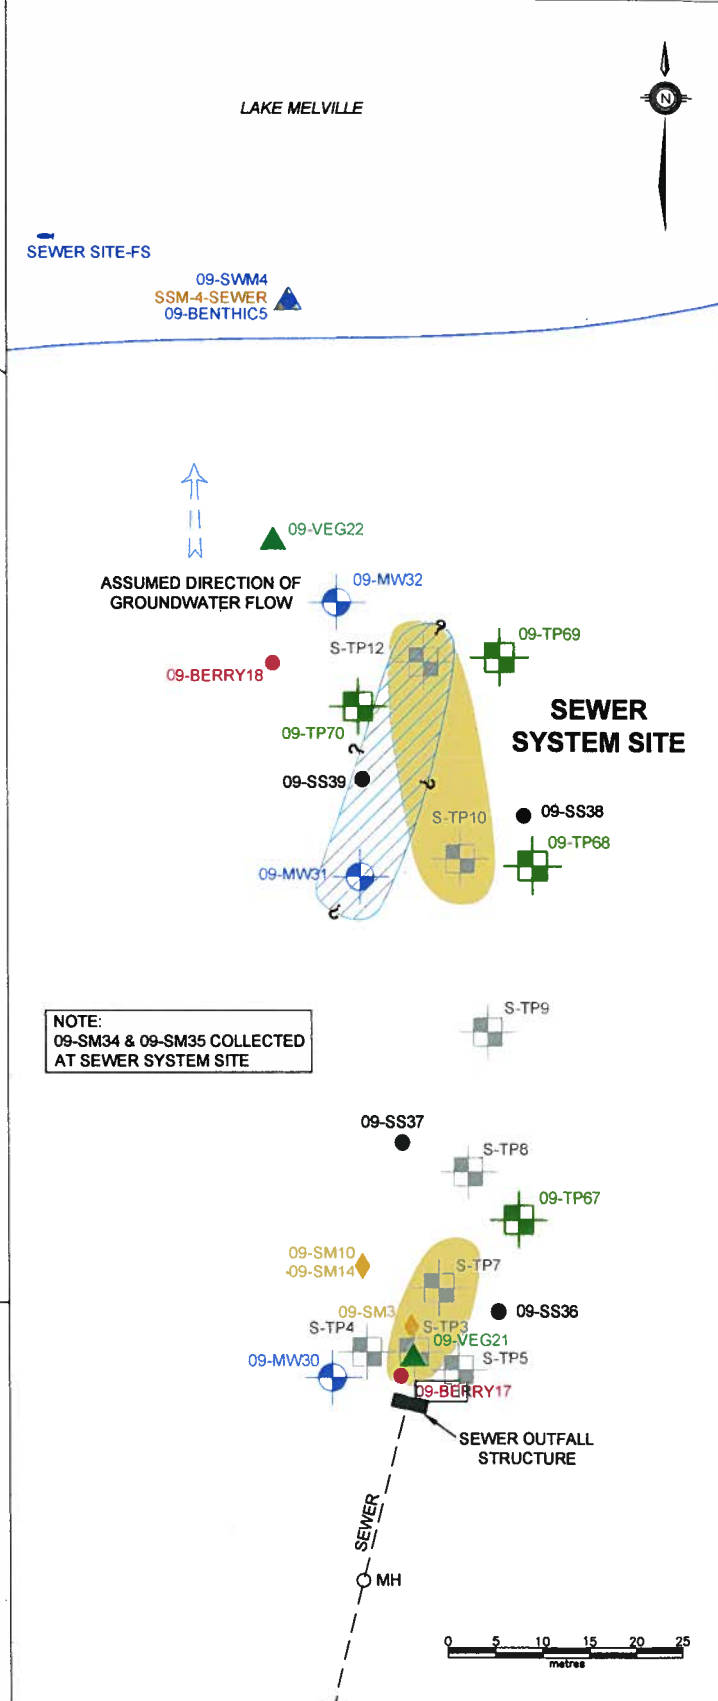 LAKE MELVILLE
N
SEWER SITE-FS
09-SWM4
SSM-4-SEWER
09-BENTHIC5
09-VEG22
ASSUMED DIRECTION OF
GROUNDWATER FLOW
09-MW32
?
09-TP69
S-TP12
09-BERRY18
SEWER
SYSTEM SITE
09-TP70
?
09-SS39
?
S-TP10
09-SS38
09-TP68
09-MW31
?
S-TP9
NOTE:
09-SM34 & 09-SM35 COLLECTED
AT SEWER SYSTEM SITE
09-SS37
S-TP8
09-TP67
09-SM10
09-SM14
S-TP7
09-SM3
09-SS36
S-TP4
S-TP3
09-VEG21
09-MW30
S-TP5
09-BERRY17
SEWER OUTFALL
STRUCTURE
SEWER
MH
0 5 10 15 20 25
metres